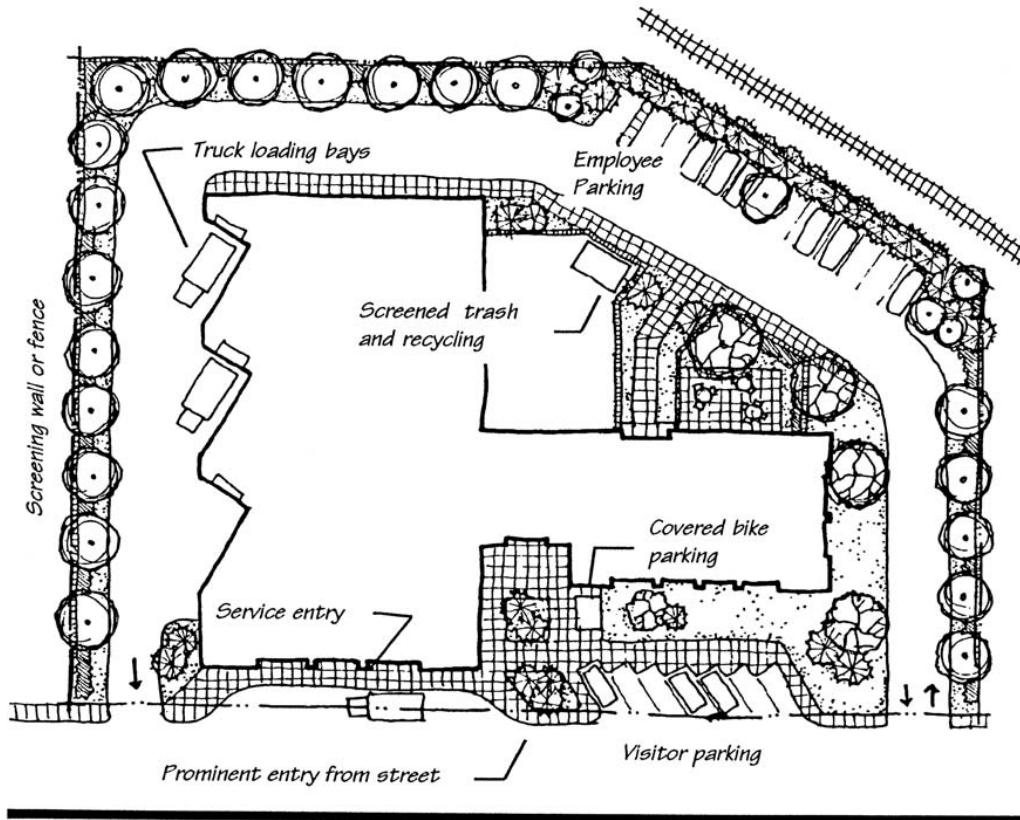 Truck loading bays
Employee
Parking
Screened trash
and recycling
Screening wall or fence
Covered bike
parking
Service entry
Visitor parking
Prominent entry from street